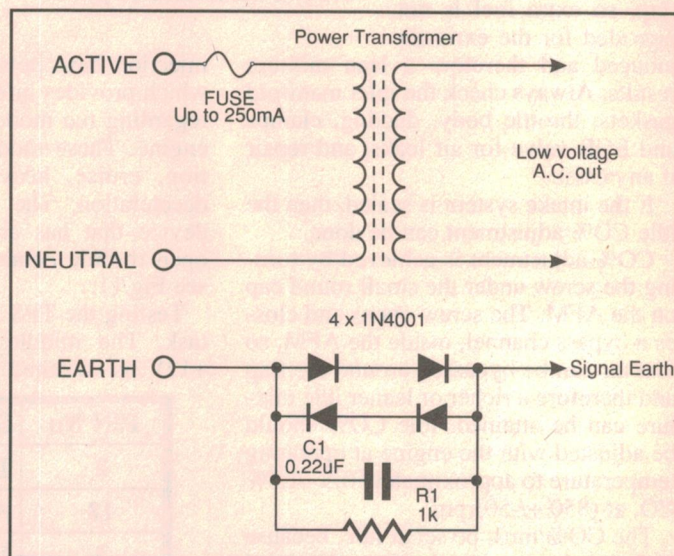 Power Transformer
ACTIVE
FUSE
Up to 250mA
Low voltage
A.C. out
NEUTRAL
4 x 1N4001
EARTH
Signal Earth
C1
0.22uF
R1
1k